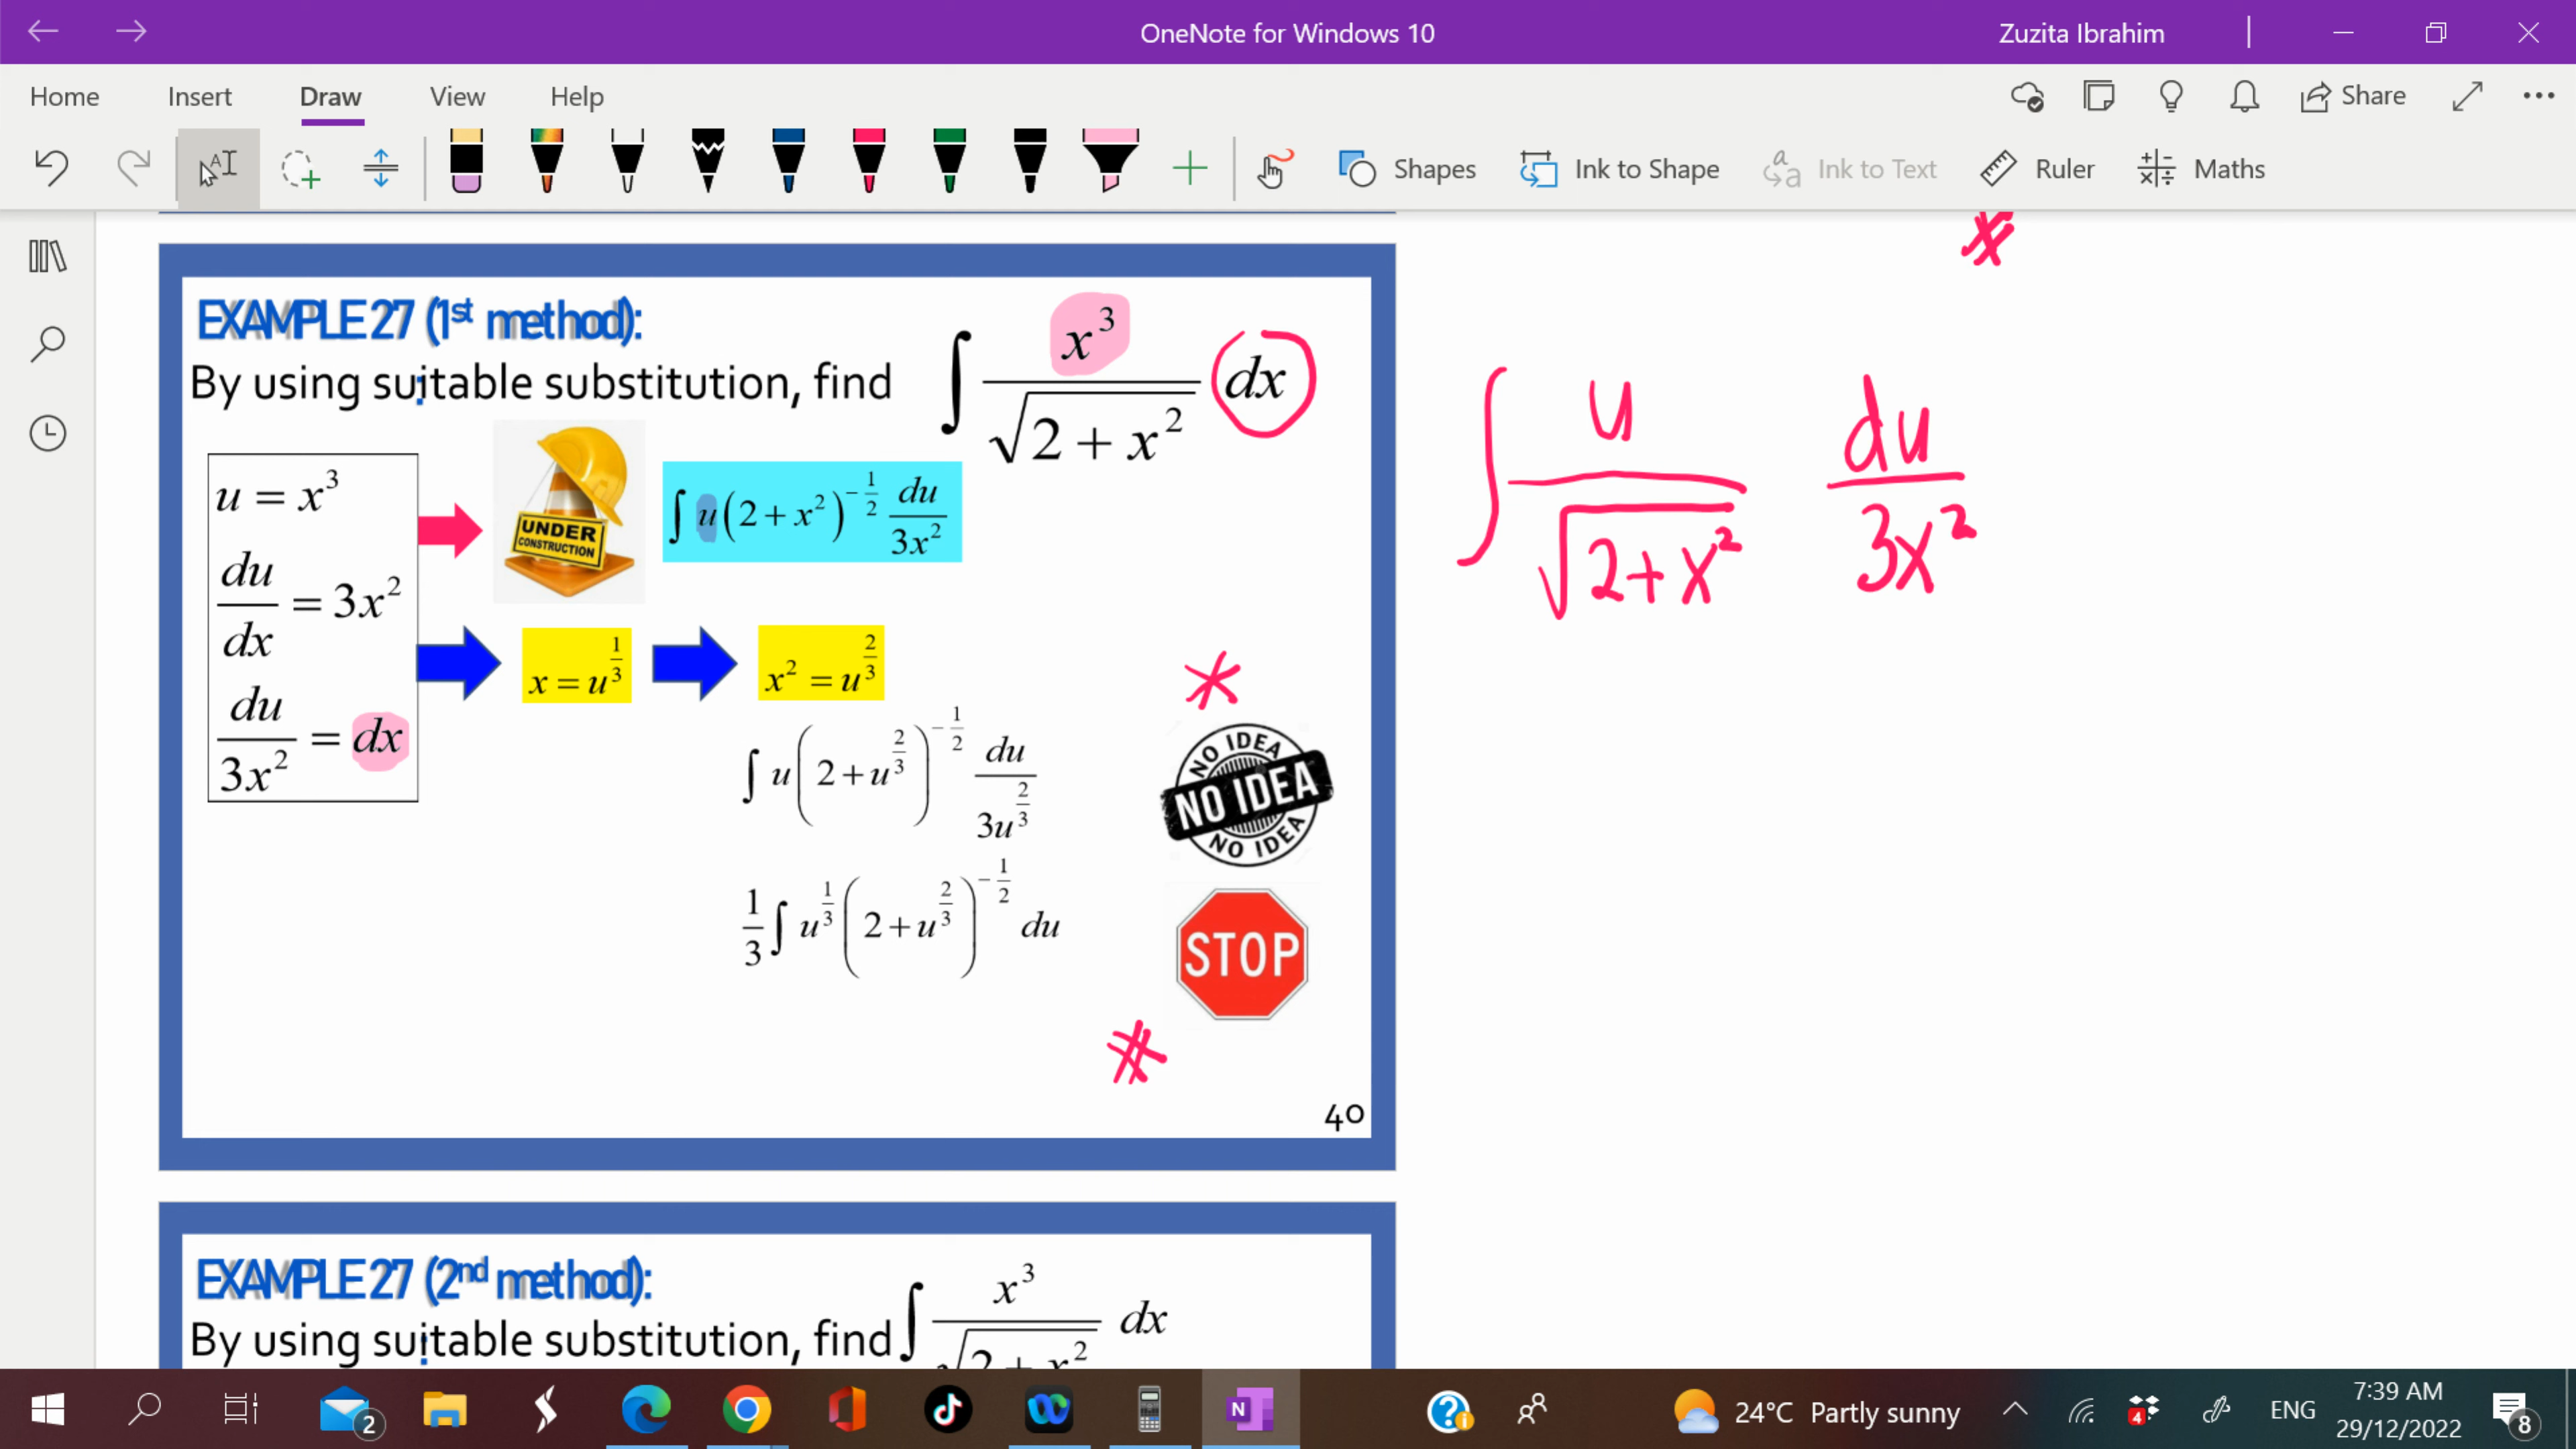 OneNote for Windows 10
Zuzita Ibrahim
Home Insert Draw View Help
Share
Shapes Ink to Shape Ink to Text Ruler Maths
EXAMPLE 27 (1st method):
By using suitable substitution, find ∫ x³ / √(2 + x²) dx
u = x³
du/dx = 3x²
du/3x² = dx
UNDER
CONSTRUCTION
∫ u(2 + x²)^(-1/2) du/3x²
x = u^(1/3)
x² = u^(2/3)
∫ u(2 + u^(2/3))^(-1/2) du/3u^(2/3)
1/3 ∫ u^(1/3) (2 + u^(2/3))^(-1/2) du
NO IDEA
NO IDEA
NO IDEA
STOP
40
∫ u / √(2+x²) du/3x²
EXAMPLE 27 (2nd method):
By using suitable substitution, find ∫ x³ / √(2 + x²) dx
2
N
24°C Partly sunny
4
ENG
7:39 AM
29/12/2022
8